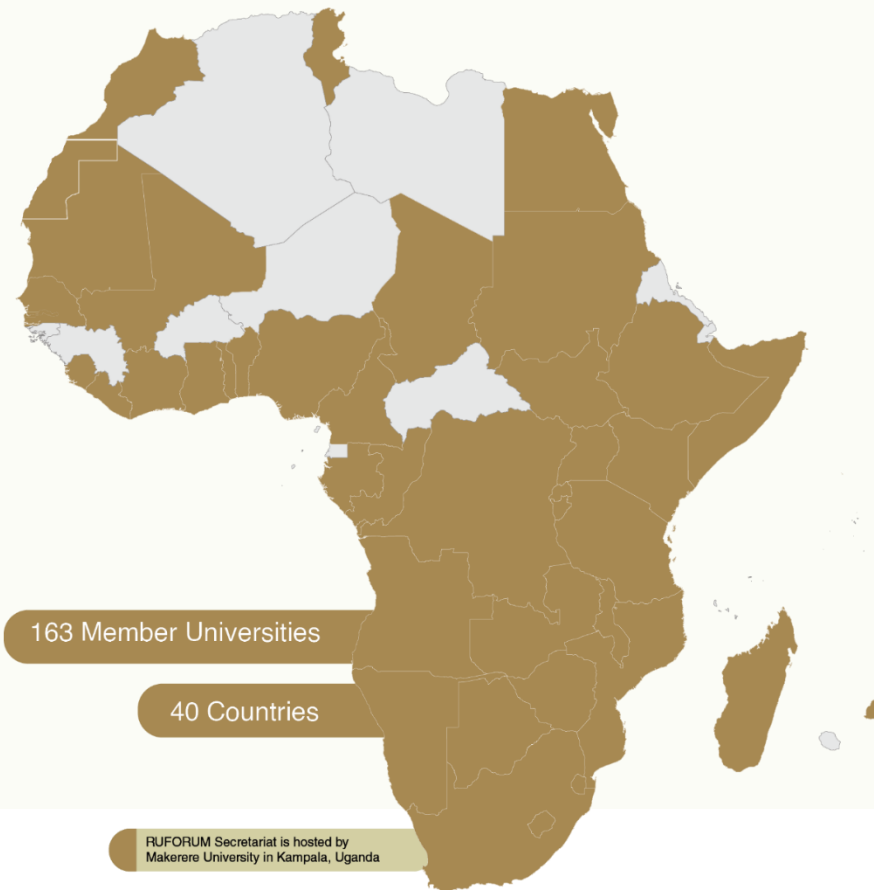 163 Member Universities
40 Countries
RUFORUM Secretariat is hosted by
Makerere University in Kampala, Uganda